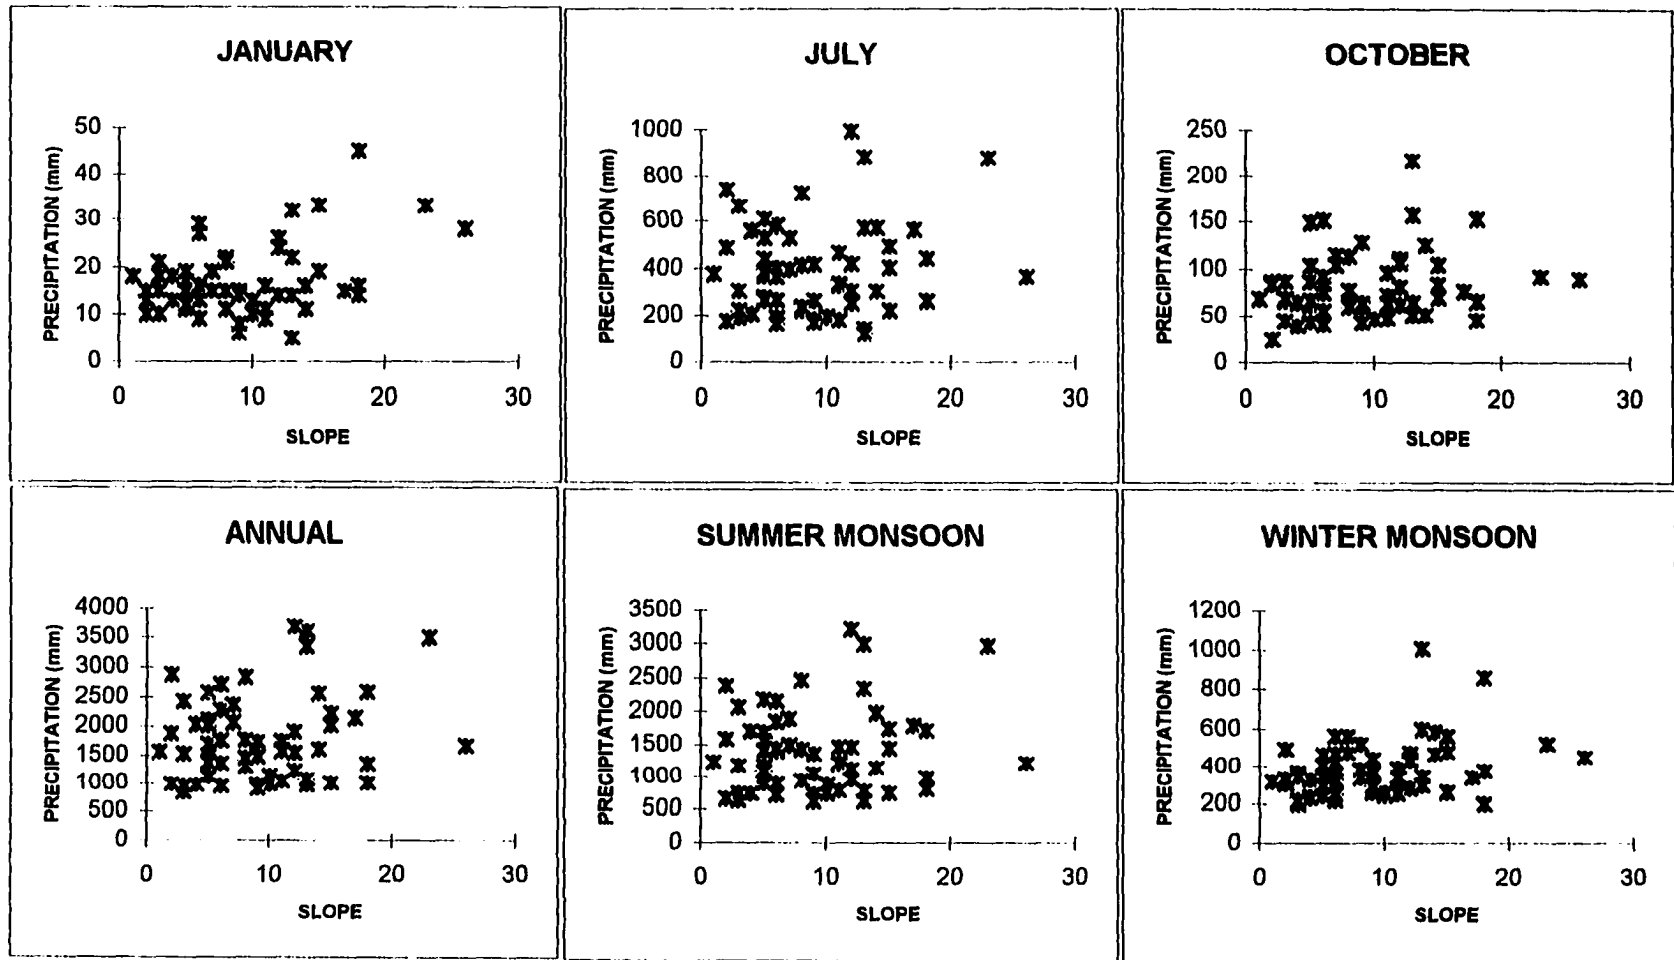 JANUARY
PRECIPITATION (mm)
50
40
30
20
10
0
0 10 20 30
SLOPE
JULY
PRECIPITATION (mm)
1000
800
600
400
200
0
0 10 20 30
SLOPE
OCTOBER
PRECIPITATION (mm)
250
200
150
100
50
0
0 10 20 30
SLOPE
ANNUAL
PRECIPITATION (mm)
4000
3500
3000
2500
2000
1500
1000
500
0
0 10 20 30
SLOPE
SUMMER MONSOON
PRECIPITATION (mm)
3500
3000
2500
2000
1500
1000
500
0
0 10 20 30
SLOPE
WINTER MONSOON
PRECIPITATION (mm)
1200
1000
800
600
400
200
0
0 10 20 30
SLOPE